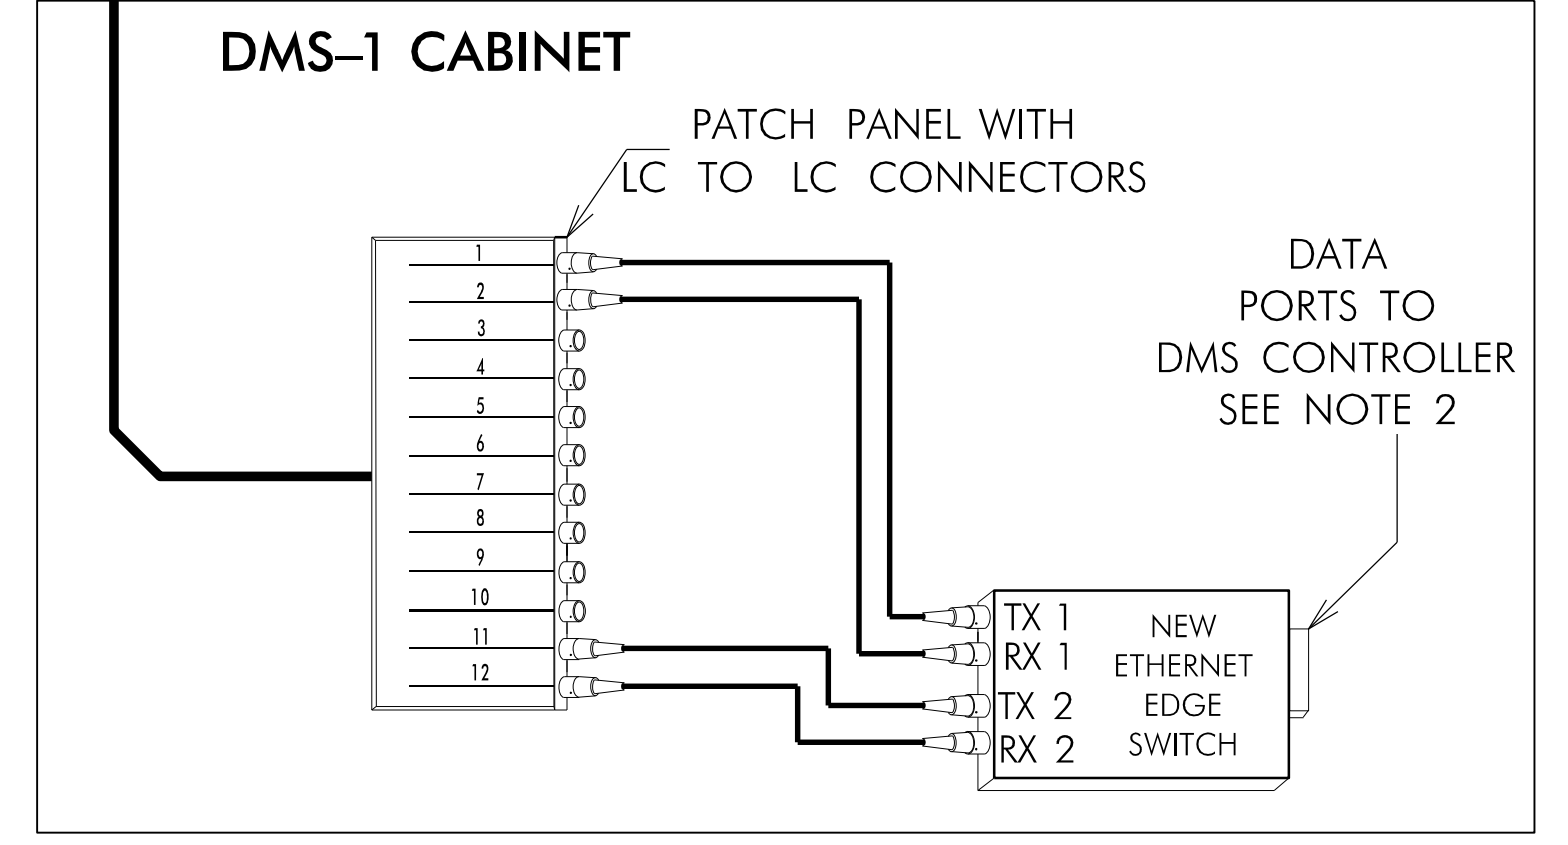 DMS–1 CABINET
PATCH PANEL WITH
LC TO LC CONNECTORS
DATA
PORTS TO
DMS CONTROLLER
SEE NOTE 2
1
2
3
4
5
6
7
8
9
10
11
12
TX 1
RX 1
TX 2
RX 2
NEW
ETHERNET
EDGE
SWITCH